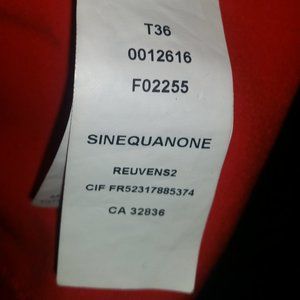 T36
0012616
F02255
SINEQUANONE
REUVENS2
CIF FR52317885374
CA 32836